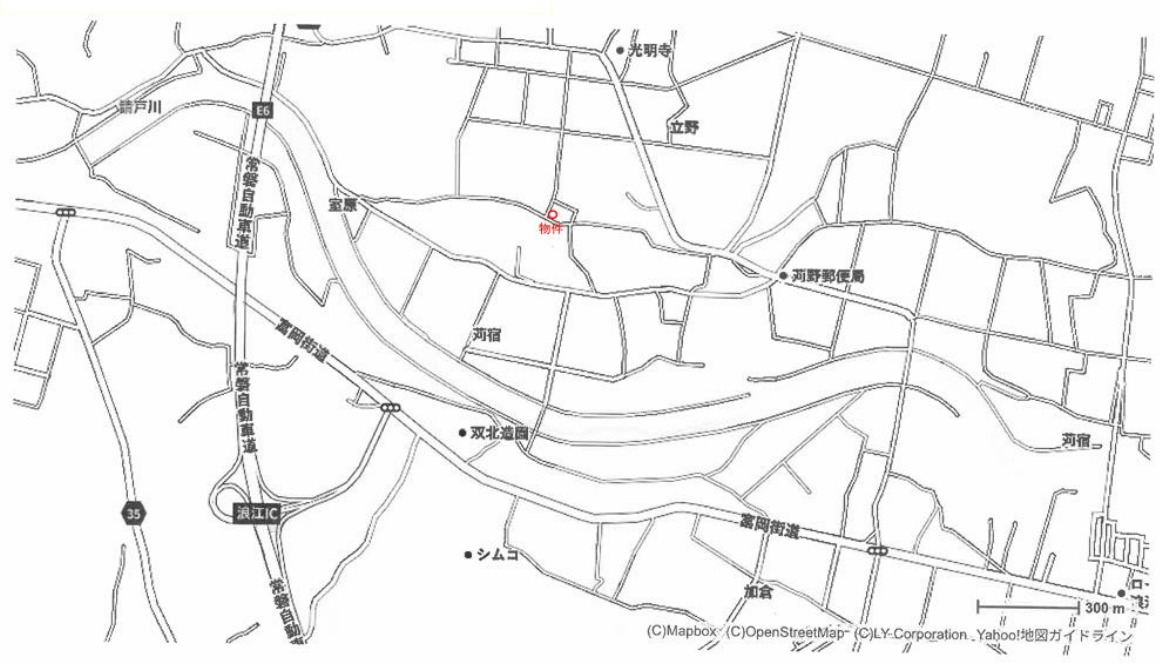 光明寺
請戸川
E6
立野
常磐自動車道
室原
物件
苅野郵便局
富岡街道
苅宿
常磐自動車道
双北造園
苅宿
35
浪江IC
富岡街道
シムコ
常磐自動車
加倉
300 m
(C)Mapbox (C)OpenStreetMap (C)LY Corporation Yahoo!地図ガイドライン